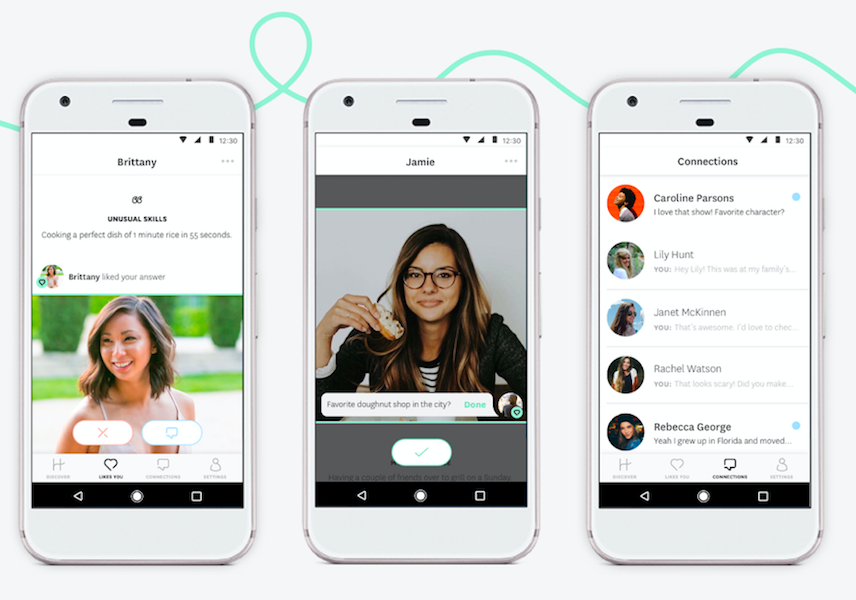 12:30
Brittany
UNUSUAL SKILLS
Cooking a perfect dish of 1 minute rice in 55 seconds.
Brittany liked your answer
DISCOVER
LIKES YOU
CONNECTIONS
SETTINGS
12:30
Jamie
Favorite doughnut shop in the city?
Done
Having a couple of friends over to grill on a Sunday
12:30
Connections
Caroline Parsons
I love that show! Favorite character?
Lily Hunt
YOU: Hey Lily! This was at my family's...
Janet McKinnen
YOU: That's awesome. I'd love to chec...
Rachel Watson
YOU: That looks scary! Did you make...
Rebecca George
Yeah I grew up in Florida and moved...
DISCOVER
LIKES YOU
CONNECTIONS
SETTINGS